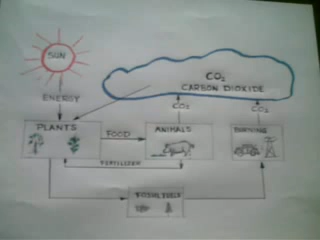 SUN
CO2
CARBON DIOXIDE
ENERGY
CO2
CO2
PLANTS
FOOD
ANIMALS
BURNING
FERTILIZER
FOSSIL FUELS